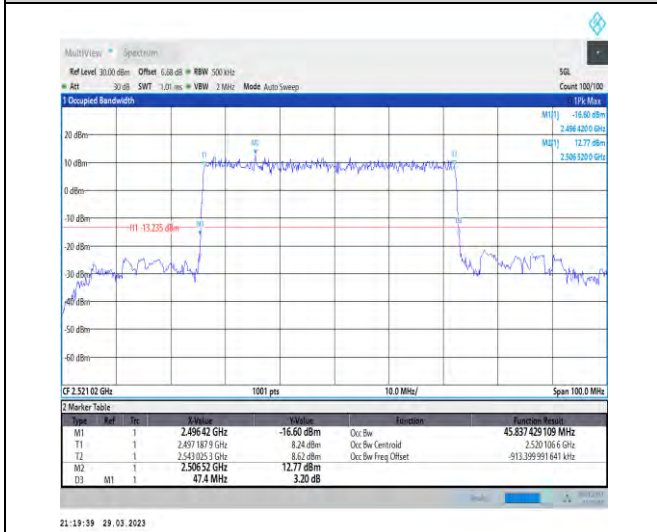 MultiView Spectrum
Ref Level 30.00 dBm Offset 6.68 dB RBW 500 kHz SGL
Att 30 dB SWT 1.01 ms VBW 2 MHz Mode Auto Sweep Count 100/100
1 Occupied Bandwidth 1Pk Max
M1[1] -16.60 dBm
2.496 420 0 GHz
M2[1] 12.77 dBm
2.506 520 0 GHz
20 dBm
M2
T1
10 dBm
0 dBm
-10 dBm
H1 -13.235 dBm
M1
-20 dBm
-30 dBm
-40 dBm
-50 dBm
-60 dBm
CF 2.521 02 GHz 1001 pts 10.0 MHz/ Span 100.0 MHz
2 Marker Table
Type Ref Trc X-Value Y-Value Function Function Result
M1 1 2.496 42 GHz -16.60 dBm Occ Bw 45.837 429 109 MHz
T1 1 2.497 187 9 GHz 8.24 dBm Occ Bw Centroid 2.520 106 6 GHz
T2 1 2.543 025 3 GHz 8.62 dBm Occ Bw Freq Offset -913.399 991 641 kHz
M2 1 2.506 52 GHz 12.77 dBm
D3 M1 1 47.4 MHz 3.20 dB
21:19:39 29.03.2023